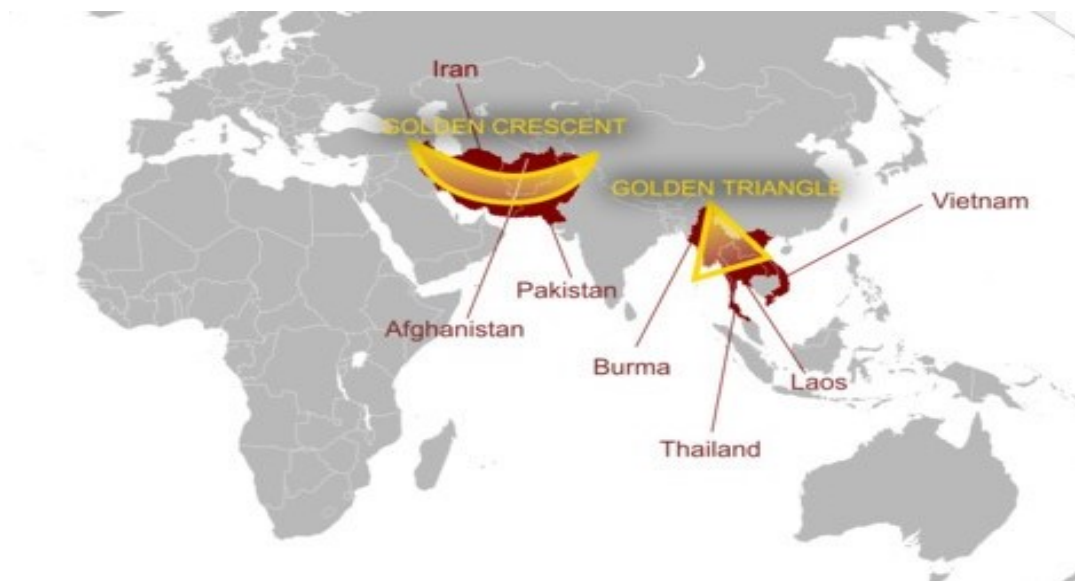 Iran
GOLDEN CRESCENT
GOLDEN TRIANGLE
Vietnam
Pakistan
Afghanistan
Burma
Laos
Thailand